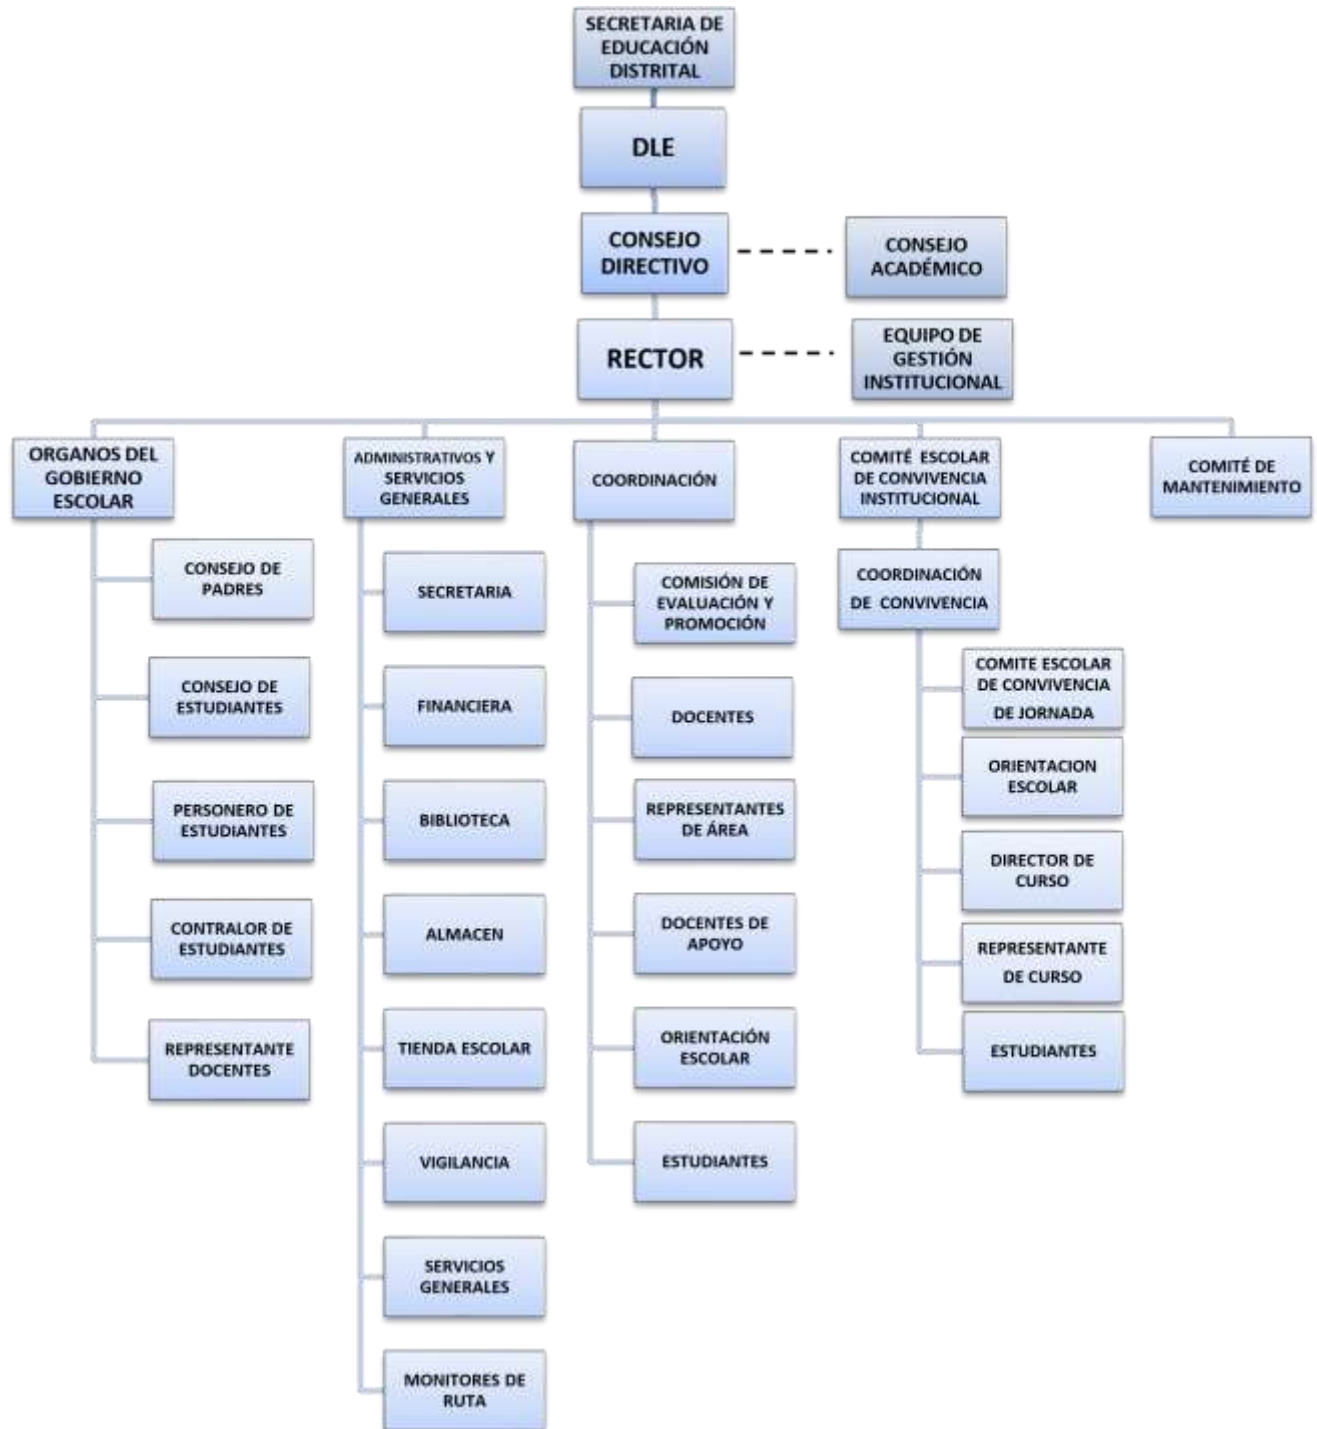 SECRETARIA DE
EDUCACIÓN
DISTRITAL
DLE
CONSEJO
DIRECTIVO
CONSEJO
ACADÉMICO
RECTOR
EQUIPO DE
GESTIÓN
INSTITUCIONAL
ORGANOS DEL
GOBIERNO
ESCOLAR
CONSEJO DE
PADRES
CONSEJO DE
ESTUDIANTES
PERSONERO DE
ESTUDIANTES
CONTRALOR DE
ESTUDIANTES
REPRESENTANTE
DOCENTES
ADMINISTRATIVOS Y
SERVICIOS
GENERALES
SECRETARIA
FINANCIERA
BIBLIOTECA
ALMACEN
TIENDA ESCOLAR
VIGILANCIA
SERVICIOS
GENERALES
MONITORES DE
RUTA
COORDINACIÓN
COMISIÓN DE
EVALUACIÓN Y
PROMOCIÓN
DOCENTES
REPRESENTANTES
DE ÁREA
DOCENTES DE
APOYO
ORIENTACIÓN
ESCOLAR
ESTUDIANTES
COMITÉ ESCOLAR
DE CONVIVENCIA
INSTITUCIONAL
COORDINACIÓN
DE CONVIVENCIA
COMITE ESCOLAR
DE CONVIVENCIA
DE JORNADA
ORIENTACION
ESCOLAR
DIRECTOR DE
CURSO
REPRESENTANTE
DE CURSO
ESTUDIANTES
COMITÉ DE
MANTENIMIENTO